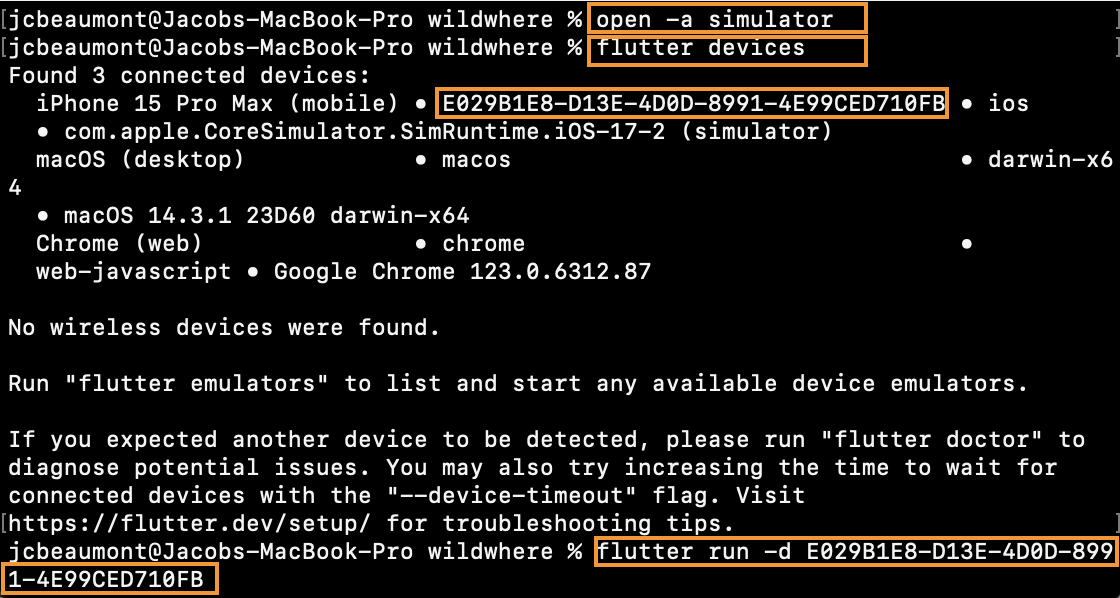 [jcbeaumont@Jacobs-MacBook-Pro wildwhere % open -a simulator ]
[jcbeaumont@Jacobs-MacBook-Pro wildwhere % flutter devices ]
Found 3 connected devices:
iPhone 15 Pro Max (mobile) • E029B1E8-D13E-4D0D-8991-4E99CED710FB • ios
• com.apple.CoreSimulator.SimRuntime.iOS-17-2 (simulator)
macOS (desktop) • macos • darwin-x6
4
• macOS 14.3.1 23D60 darwin-x64
Chrome (web) • chrome •
web-javascript • Google Chrome 123.0.6312.87
No wireless devices were found.
Run "flutter emulators" to list and start any available device emulators.
If you expected another device to be detected, please run "flutter doctor" to
diagnose potential issues. You may also try increasing the time to wait for
connected devices with the "--device-timeout" flag. Visit
[https://flutter.dev/setup/ for troubleshooting tips. ]
jcbeaumont@Jacobs-MacBook-Pro wildwhere % flutter run -d E029B1E8-D13E-4D0D-899
1-4E99CED710FB